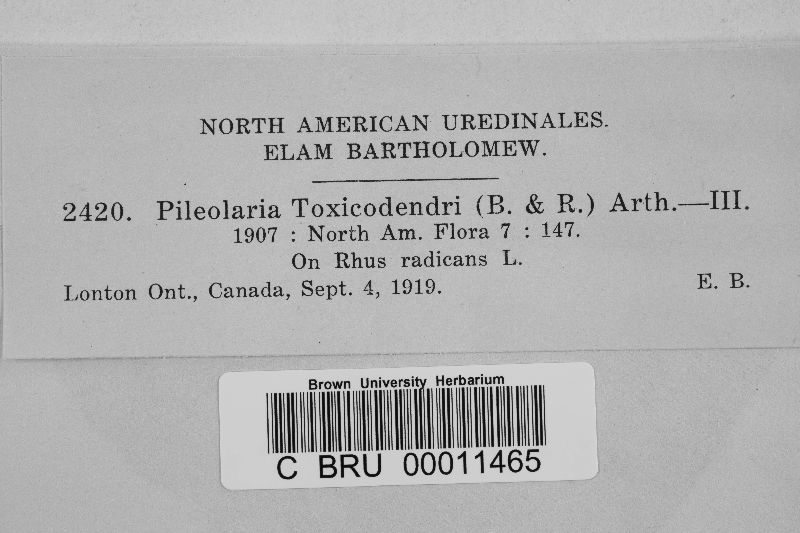 NORTH AMERICAN UREDINALES.
ELAM BARTHOLOMEW.
2420. Pileolaria Toxicodendri (B. & R.) Arth.—III.
1907 : North Am. Flora 7 : 147.
On Rhus radicans L.
Lonton Ont., Canada, Sept. 4, 1919. E. B.
Brown University Herbarium
C BRU 00011465